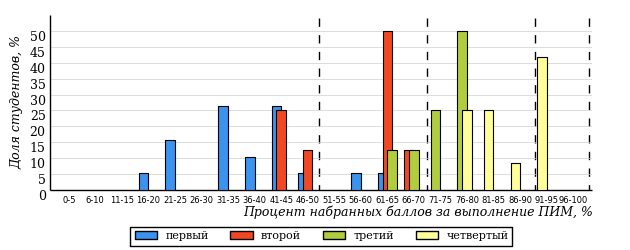 Доля студентов, %
50
45
40
35
30
25
20
15
10
5
0
0-5 6-10 11-15 16-20 21-25 26-30 31-35 36-40 41-45 46-50 51-55 56-60 61-65 66-70 71-75 76-80 81-85 86-90 91-95 96-100
Процент набранных баллов за выполнение ПИМ, %
первый второй третий четвертый